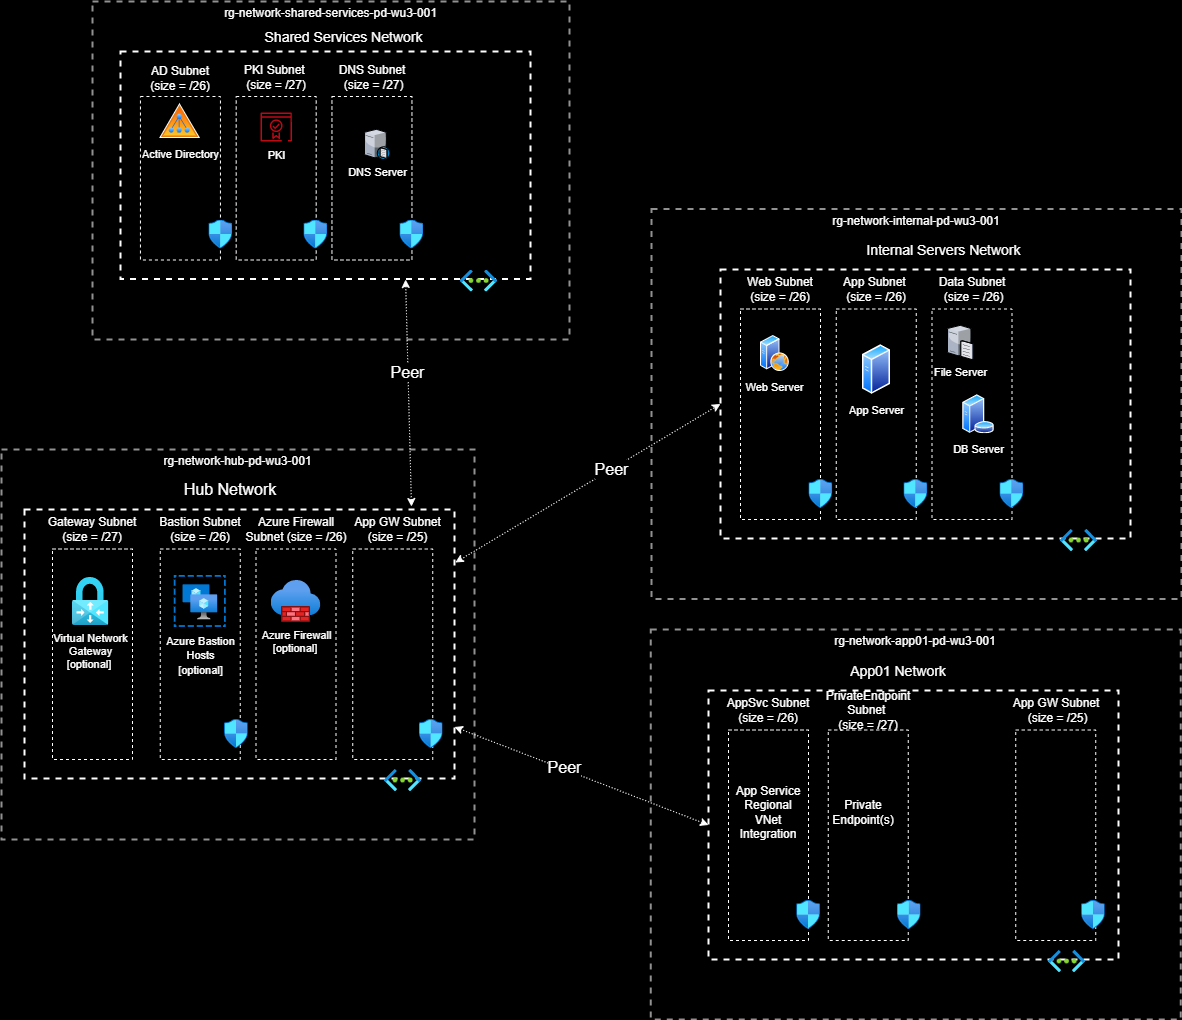 rg-network-shared-services-pd-wu3-001
Shared Services Network
AD Subnet
(size = /26)
PKI Subnet
(size = /27)
DNS Subnet
(size = /27)
Active Directory
PKI
DNS Server
Peer
rg-network-internal-pd-wu3-001
Internal Servers Network
Web Subnet
(size = /26)
App Subnet
(size = /26)
Data Subnet
(size = /26)
Web Server
App Server
File Server
DB Server
Peer
rg-network-hub-pd-wu3-001
Hub Network
Gateway Subnet
(size = /27)
Bastion Subnet
(size = /26)
Azure Firewall
Subnet (size = /26)
App GW Subnet
(size = /25)
Virtual Network
Gateway
[optional]
Azure Bastion
Hosts
[optional]
Azure Firewall
[optional]
Peer
rg-network-app01-pd-wu3-001
App01 Network
AppSvc Subnet
(size = /26)
PrivateEndpoint
Subnet
(size = /27)
App GW Subnet
(size = /25)
App Service
Regional
VNet
Integration
Private
Endpoint(s)